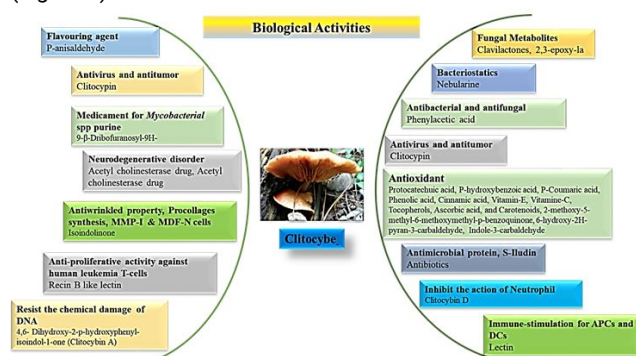 Biological Activities
Flavouring agent
P-anisaldehyde
Antivirus and antitumor
Clitocypin
Medicament for Mycobacterial
spp purine
9-β-Dribofuranosyl-9H-
Neurodegenerative disorder
Acetyl cholinesterase drug, Acetyl
cholinesterase drug
Antiwrinkled property, Procollages
synthesis, MMP-I & MDF-N cells
Isoindolinone
Anti-proliferative activity against
human leukemia T-cells
Recin B like lectin
Resist the chemical damage of
DNA
4,6- Dihydroxy-2-p-hydroxyphenyl-
isoindol-1-one (Clitocybin A)
Clitocybe
Fungal Metabolites
Clavilactones, 2,3-epoxy-la
Bacteriostatics
Nebularine
Antibacterial and antifungal
Phenylacetic acid
Antivirus and antitumor
Clitocypin
Antioxidant
Protocatechuic acid, P-hydroxybenzoic acid, P-Coumaric acid,
Phenolic acid, Cinnamic acid, Vitamin-E, Vitamine-C,
Tocopherols, Ascorbic acid, and Carotenoids, 2-methoxy-5-
methyl-6-methoxymethyl-p-benzoquinone, 6-hydroxy-2H-
pyran-3-carbaldehyde, Indole-3-carbaldehyde
Antimicrobial protein, S-Iludin
Antibiotics
Inhibit the action of Neutrophil
Clitocybin D
Immune-stimulation for APCs and
DCs
Lectin